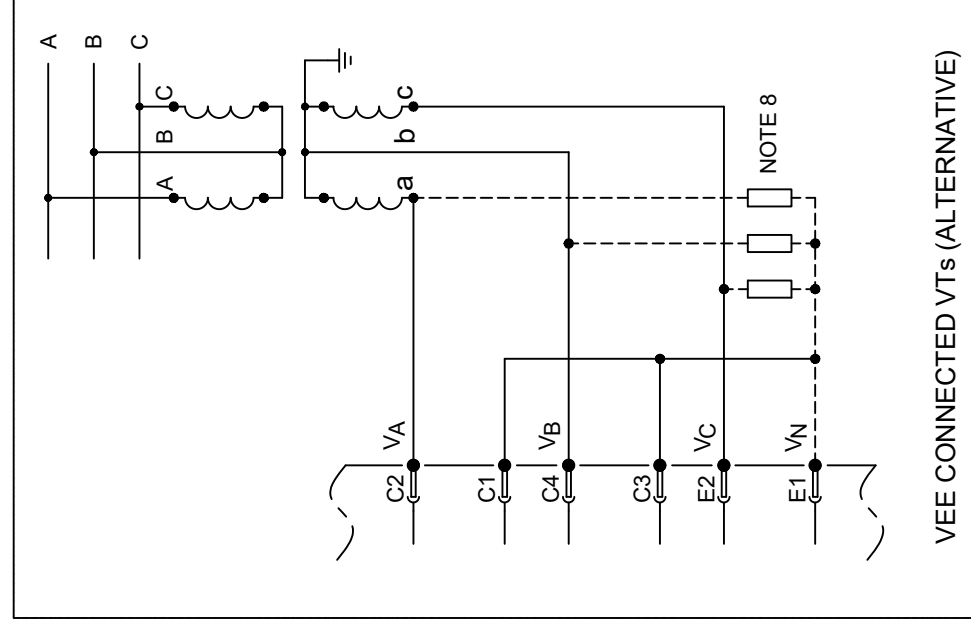 A
B
C
C
B
A
c
b
a
NOTE 8
VA
VB
VC
VN
C2
C1
C4
C3
E2
E1
VEE CONNECTED VTs (ALTERNATIVE)